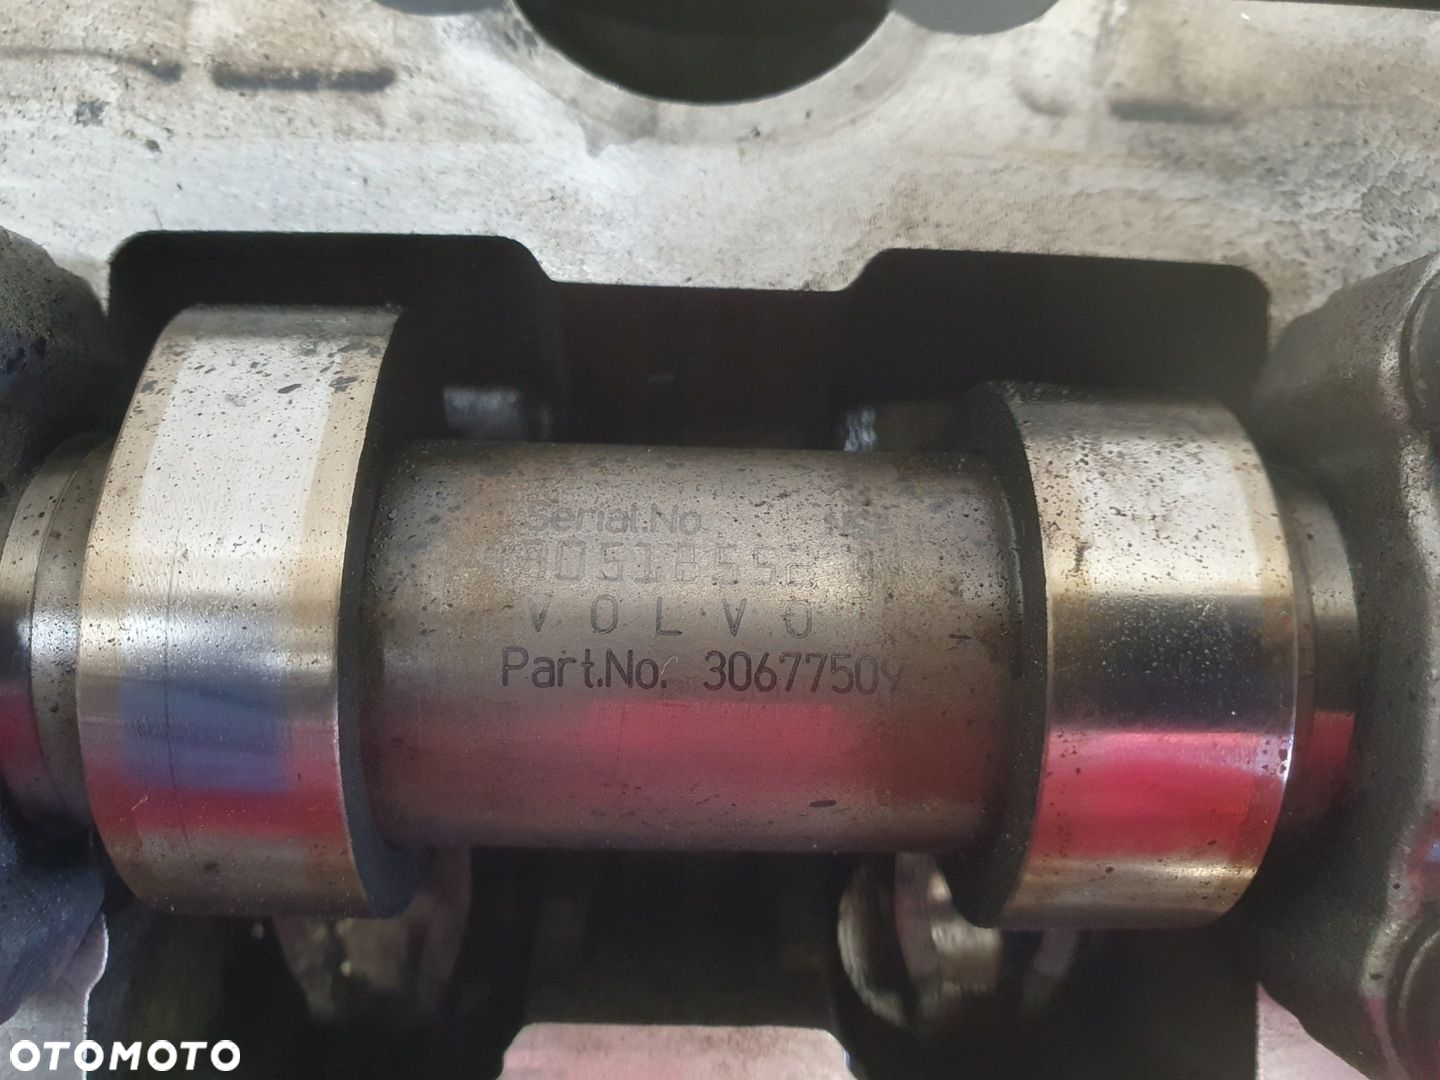 Serial.No.
VOLVO
Part.No. 30677509
OTOMOTO